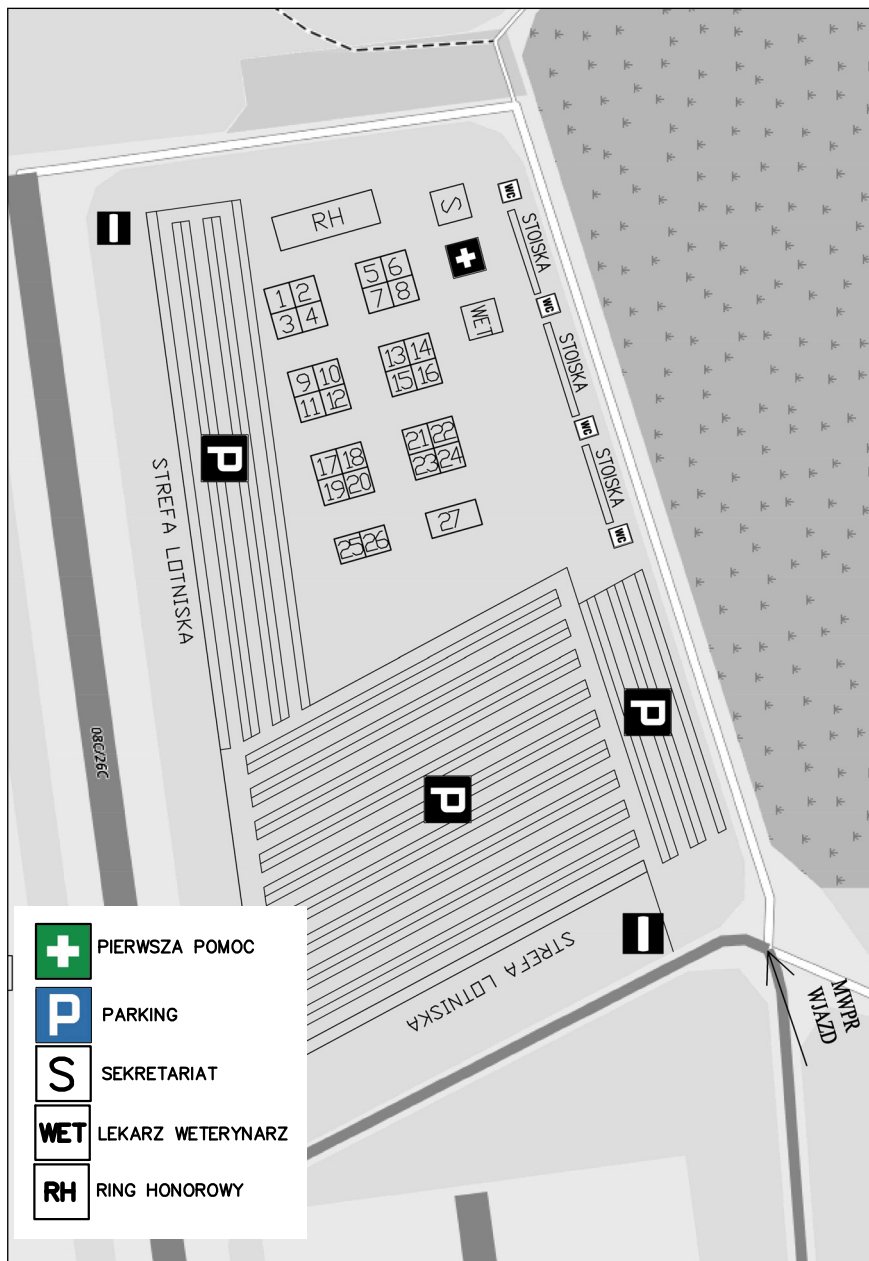 WC
S
RH
STOISKA
5 6
7 8
1 2
3 4
WET
WC
13 14
15 16
STOISKA
9 10
11 12
WC
21 22
23 24
P
17 18
19 20
STOISKA
27
WC
25 26
STREFA LOTNISKA
P
08C/26C
P
STREFA LOTNISKA
MWPR
WJAZD
PIERWSZA POMOC
P PARKING
S SEKRETARIAT
WET LEKARZ WETERYNARZ
RH RING HONOROWY